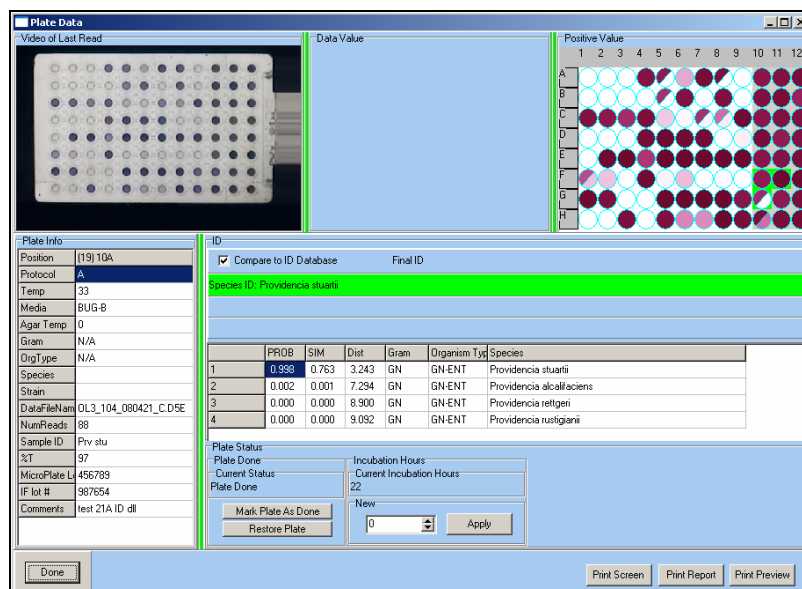 Plate Data
Video of Last Read
Data Value
Positive Value
1 2 3 4 5 6 7 8 9 10 11 12
A
B
C
D
E
F
G
H
Plate Info
Position (19) 10A
Protocol A
Temp 33
Media BUG-B
Agar Temp 0
Gram N/A
OrgType N/A
Species
Strain
DataFileNam OL3_104_080421_C.D5E
NumReads 88
Sample ID Prv stu
%T 97
MicroPlate L 456789
IF lot # 987654
Comments test 21A ID dll
ID
Compare to ID Database Final ID
Species ID: Providencia stuartii
PROB SIM Dist Gram Organism Typ Species
1 0.998 0.763 3.243 GN GN-ENT Providencia stuartii
2 0.002 0.001 7.294 GN GN-ENT Providencia alcalifaciens
3 0.000 0.000 8.900 GN GN-ENT Providencia rettgeri
4 0.000 0.000 9.092 GN GN-ENT Providencia rustigianii
Plate Status
Plate Done
Current Status
Plate Done
Mark Plate As Done
Restore Plate
Incubation Hours
Current Incubation Hours
22
New
0
Apply
Done
Print Screen
Print Report
Print Preview